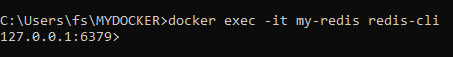 C:\Users\fs\MYDOCKER>docker exec -it my-redis redis-cli
127.0.0.1:6379>